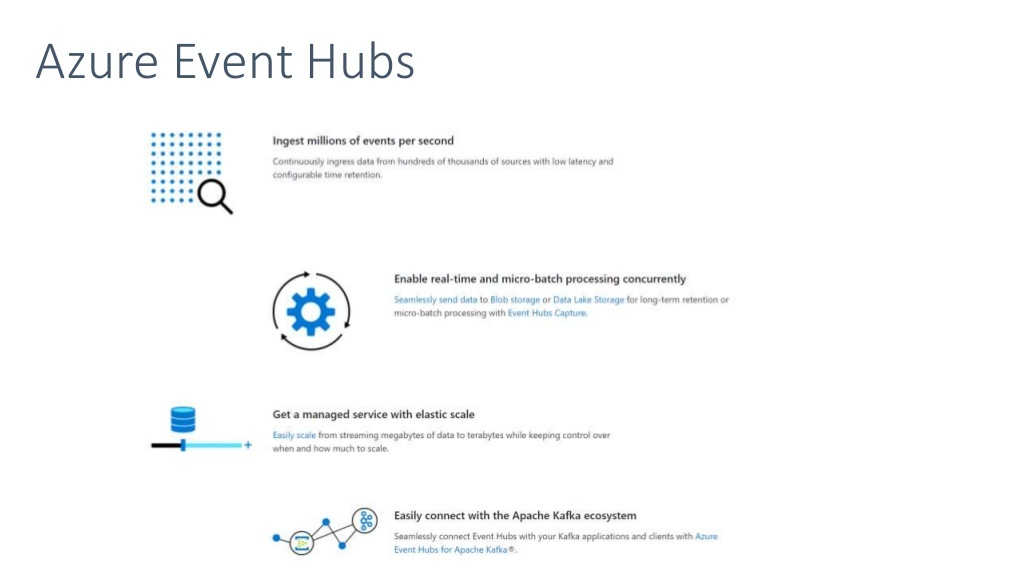 Azure Event Hubs
Ingest millions of events per second
Continuously ingress data from hundreds of thousands of sources with low latency and
configurable time retention.
Enable real-time and micro-batch processing concurrently
Seamlessly send data to Blob storage or Data Lake Storage for long-term retention or
micro-batch processing with Event Hubs Capture.
Get a managed service with elastic scale
Easily scale from streaming megabytes of data to terabytes while keeping control over
when and how much to scale.
Easily connect with the Apache Kafka ecosystem
Seamlessly connect Event Hubs with your Kafka applications and clients with Azure
Event Hubs for Apache Kafka®.